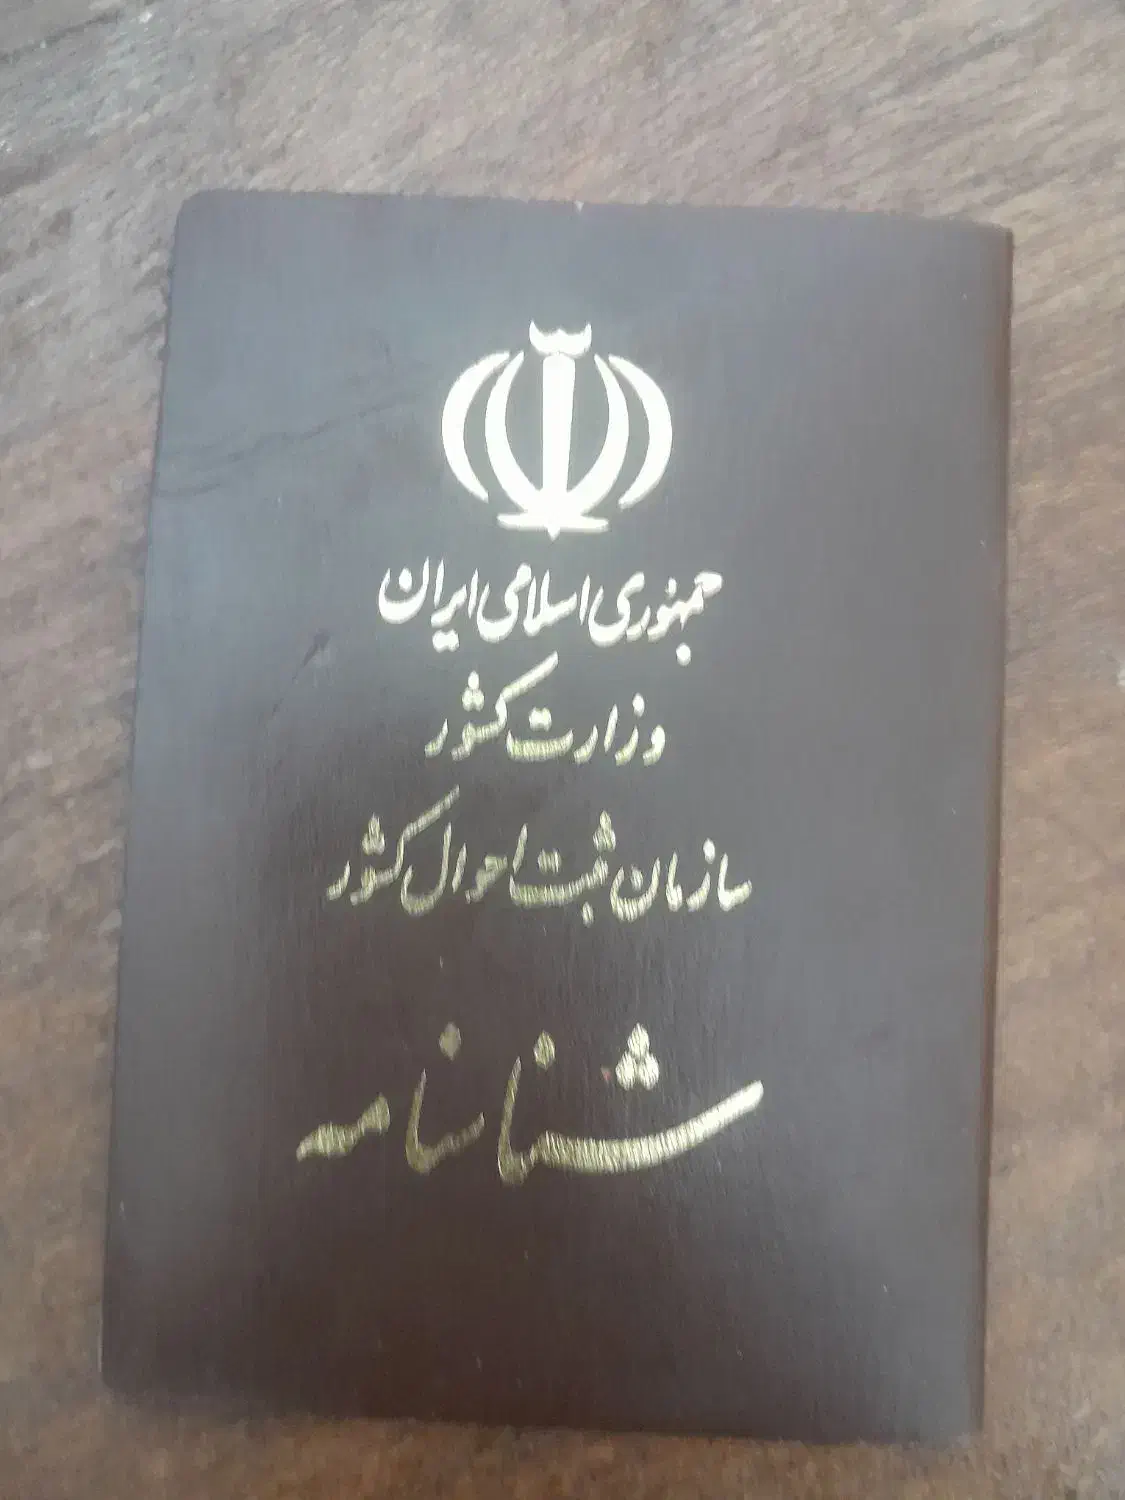 جمهوری اسلامی ایران
وزارت کشور
سازمان ثبت احوال کشور
شناسنامه